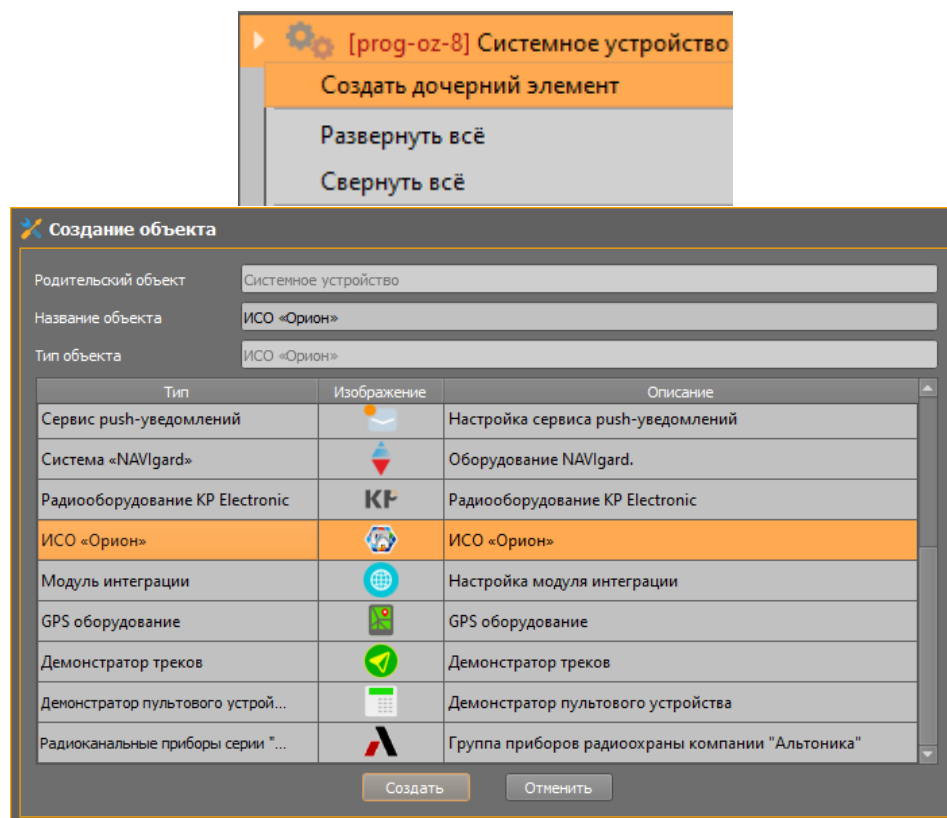 [prog-oz-8] Системное устройство
Создать дочерний элемент
Развернуть всё
Свернуть всё
Создание объекта
Родительский объект Системное устройство
Название объекта ИСО «Орион»
Тип объекта ИСО «Орион»
Тип Изображение Описание
Сервис push-уведомлений Настройка сервиса push-уведомлений
Система «NAVIgard» Оборудование NAVIgard.
Радиооборудование KP Electronic KP Радиооборудование KP Electronic
ИСО «Орион» ИСО «Орион»
Модуль интеграции Настройка модуля интеграции
GPS оборудование GPS оборудование
Демонстратор треков Демонстратор треков
Демонстратор пультового устрой... Демонстратор пультового устройства
Радиоканальные приборы серии "... Группа приборов радиоохраны компании "Альтоника"
Создать Отменить